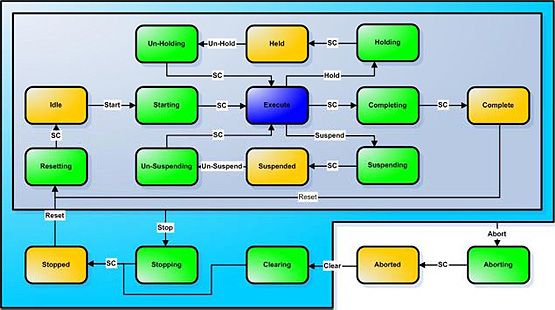 Un-Holding
Un-Hold
Held
SC
Holding
SC
SC
Hold
Idle
Start
Starting
SC
Execute
SC
Completing
SC
Complete
SC
SC
Suspend
Resetting
Un-Suspending
Un-Suspend
Suspended
SC
Suspending
Reset
Reset
Stop
Abort
Stopped
SC
Stopping
Clearing
Clear
Aborted
SC
Aborting